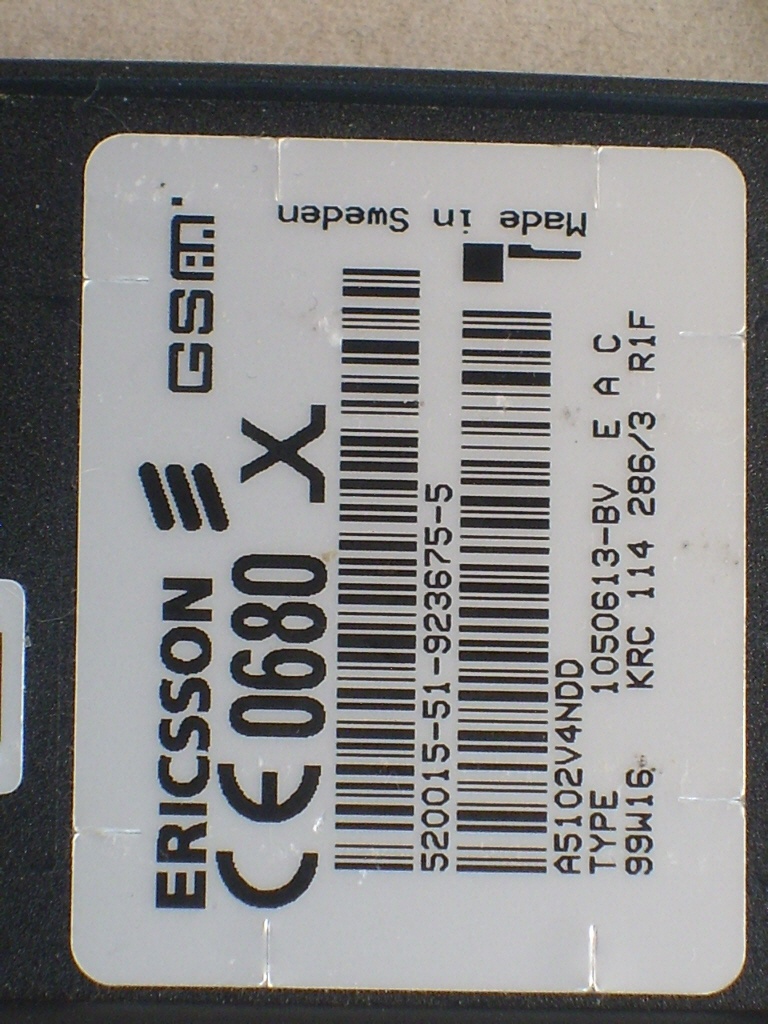 ERICSSON GSM
CE 0680 X
520015-51-923675-5
A5102V4NDD
TYPE 1050613-BV E A C
99W16 KRC 114 286/3 R1F
Made in Sweden